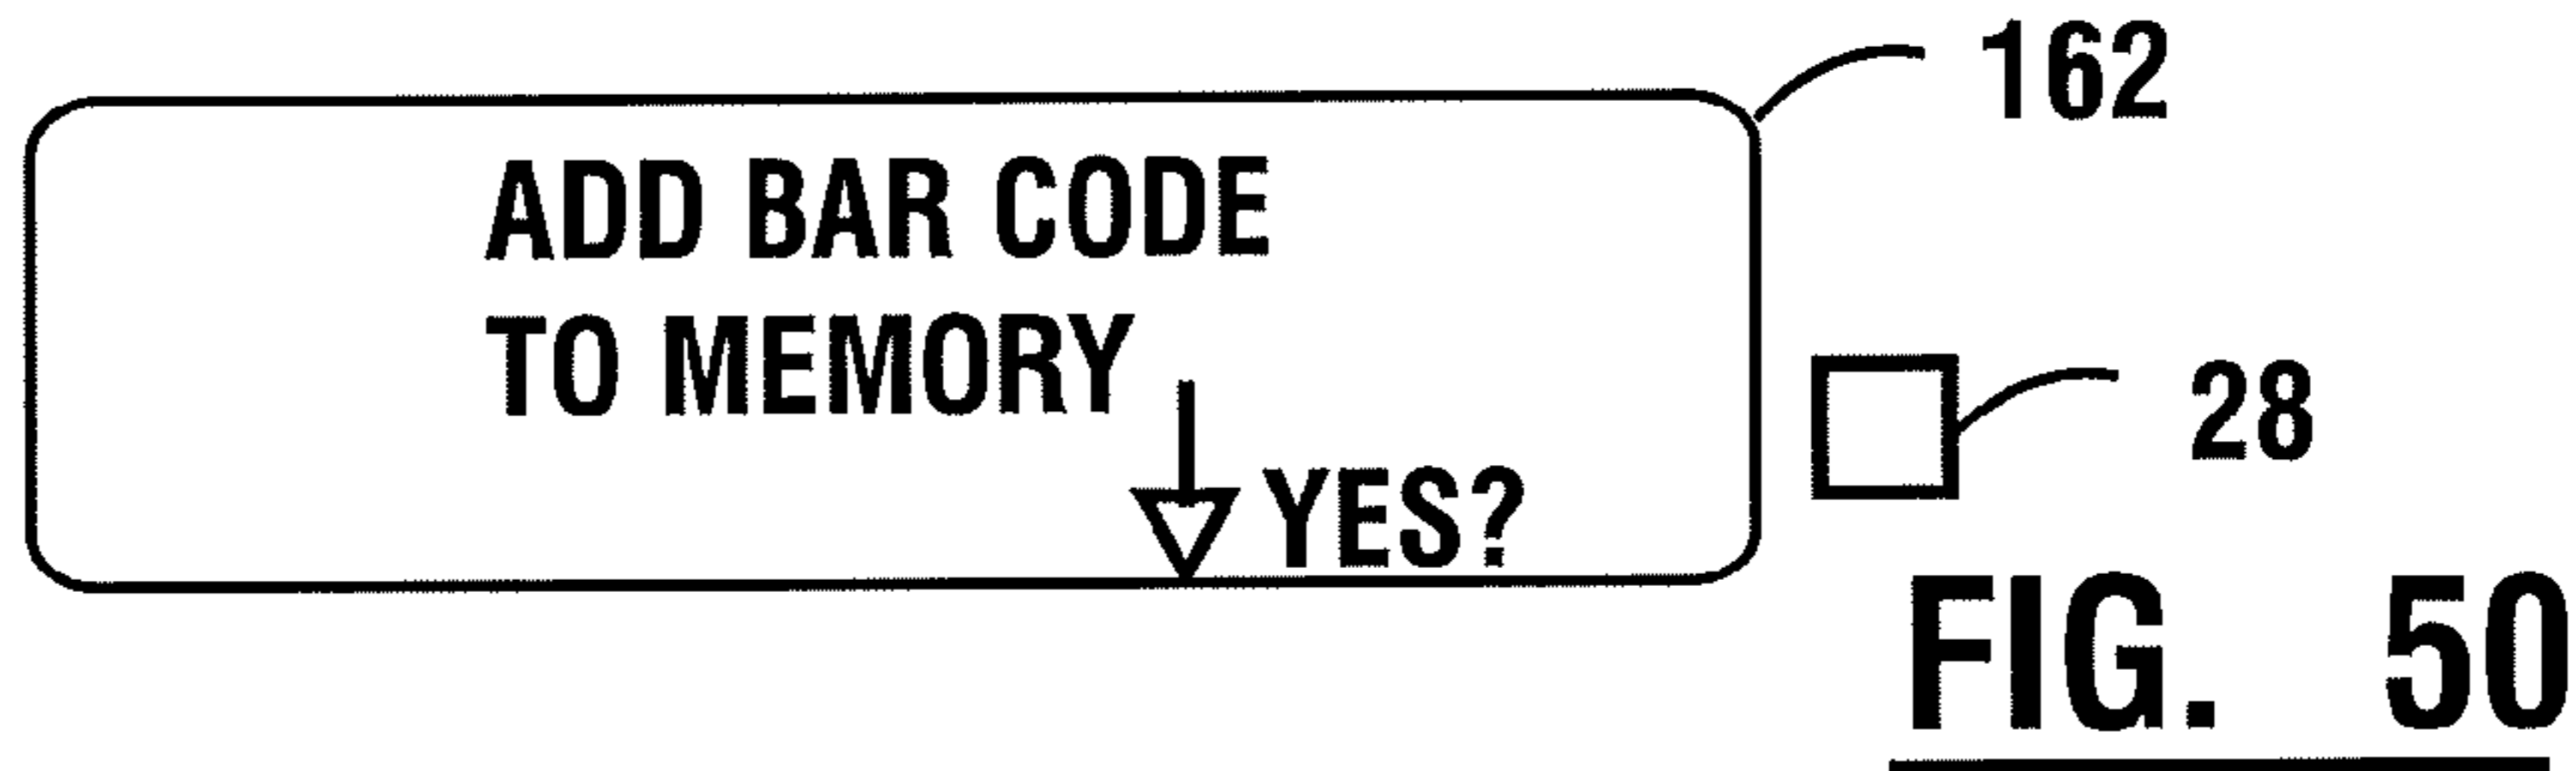 162
ADD BAR CODE
TO MEMORY
28
YES?
FIG. 50